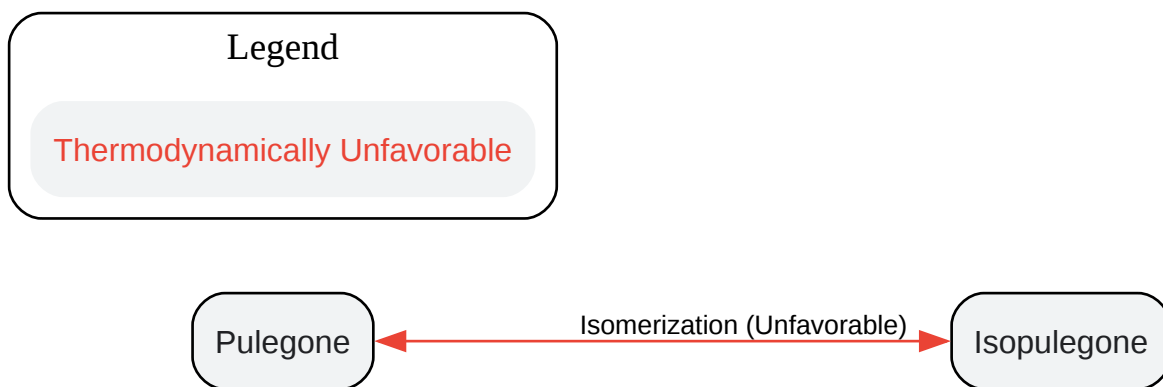 Legend
Thermodynamically Unfavorable
Isomerization (Unfavorable)
Pulegone
Isopulegone